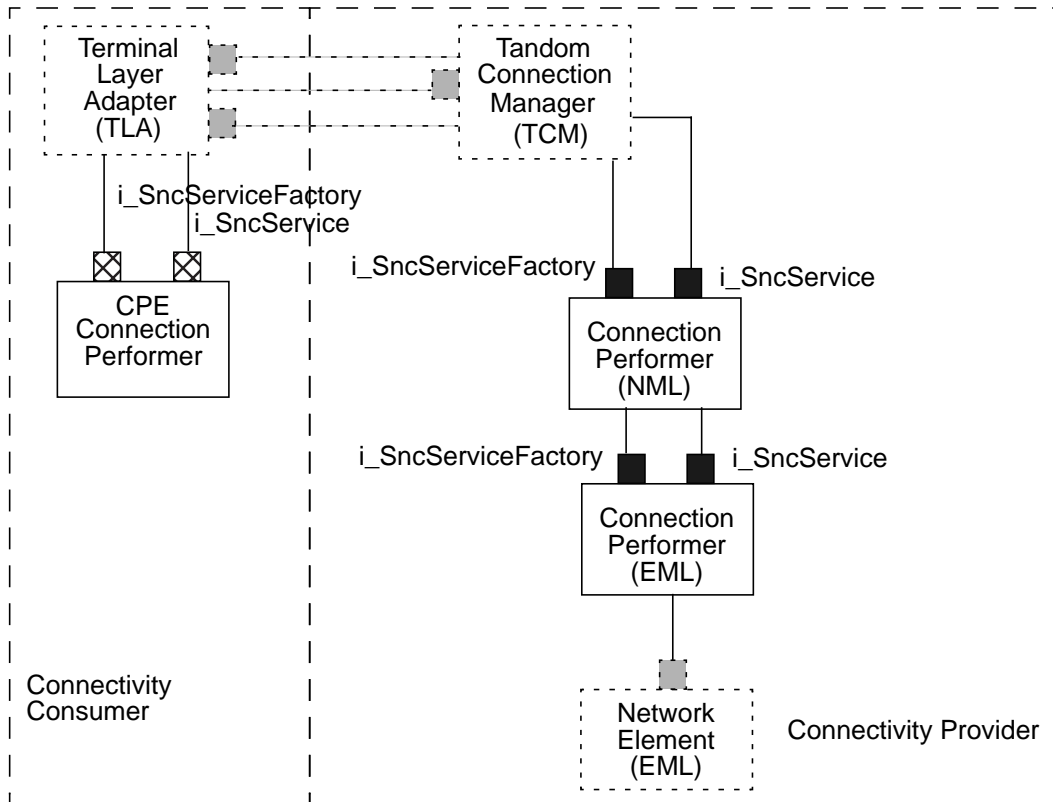 Terminal
Layer
Adapter
(TLA)
Tandom
Connection
Manager
(TCM)
i_SncServiceFactory
i_SncService
CPE
Connection
Performer
i_SncServiceFactory
i_SncService
Connection
Performer
(NML)
i_SncServiceFactory
i_SncService
Connection
Performer
(EML)
Connectivity
Consumer
Network
Element
(EML)
Connectivity Provider